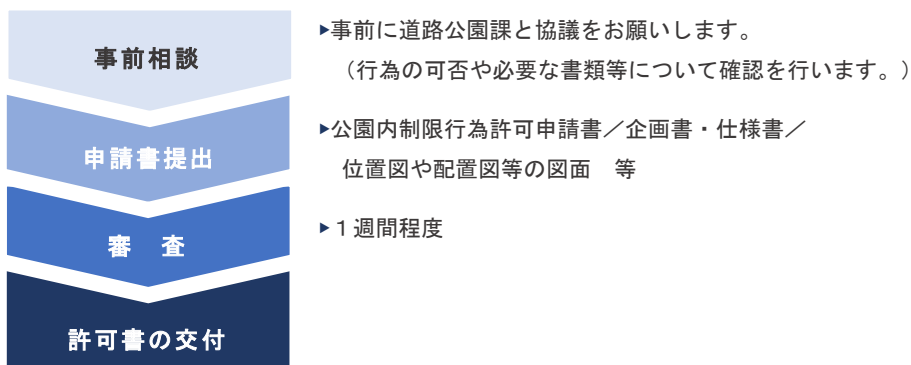 事前相談
▶事前に道路公園課と協議をお願いします。
（行為の可否や必要な書類等について確認を行います。）
申請書提出
▶公園内制限行為許可申請書／企画書・仕様書／
位置図や配置図等の図面　等
審　査
▶１週間程度
許可書の交付